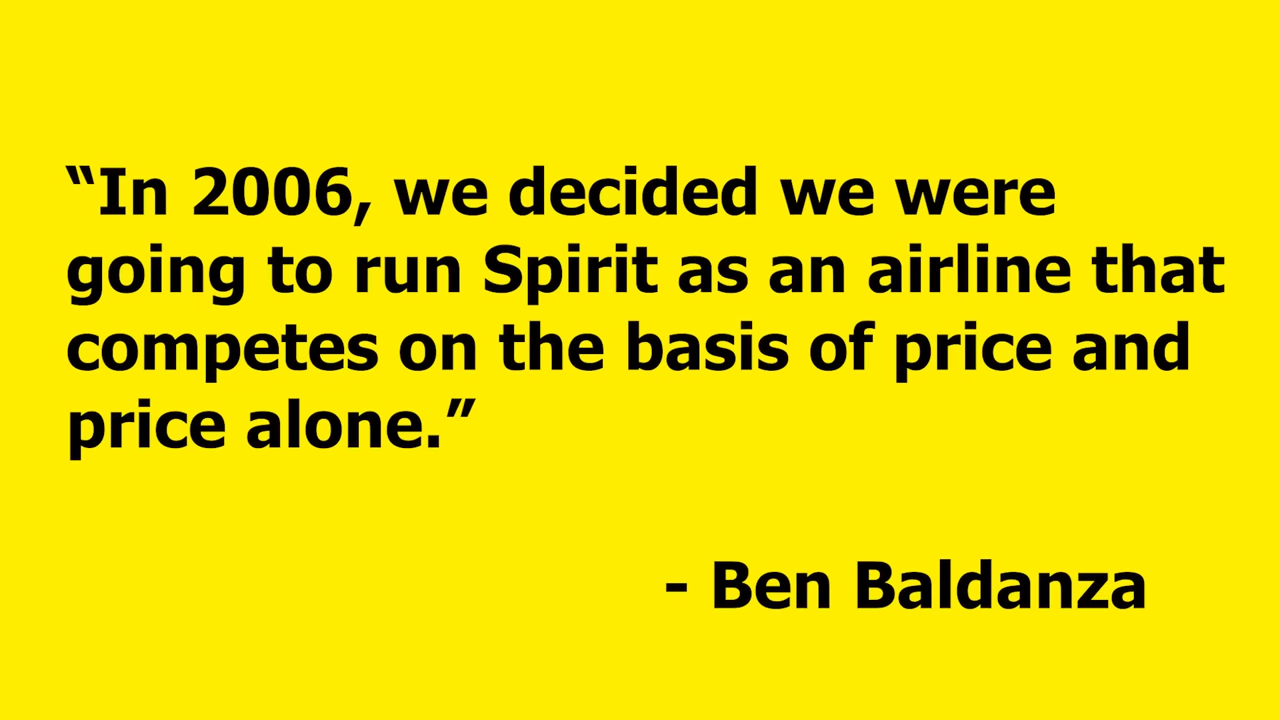 “In 2006, we decided we were
going to run Spirit as an airline that
competes on the basis of price and
price alone.”
- Ben Baldanza